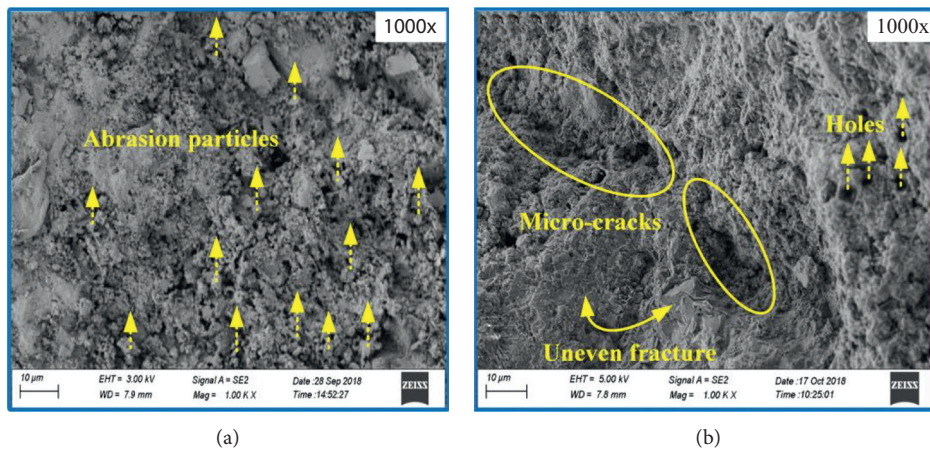 1000x
Abrasion particles
10 μm
EHT = 3.00 kV
WD = 7.9 mm
Signal A = SE2
Mag = 1.00 K X
Date :28 Sep 2018
Time :14:52:27
ZEISS
(a)
1000x
Holes
Micro-cracks
Uneven fracture
10 μm
EHT = 5.00 kV
WD = 7.8 mm
Signal A = SE2
Mag = 1.00 K X
Date :17 Oct 2018
Time :10:25:01
ZEISS
(b)